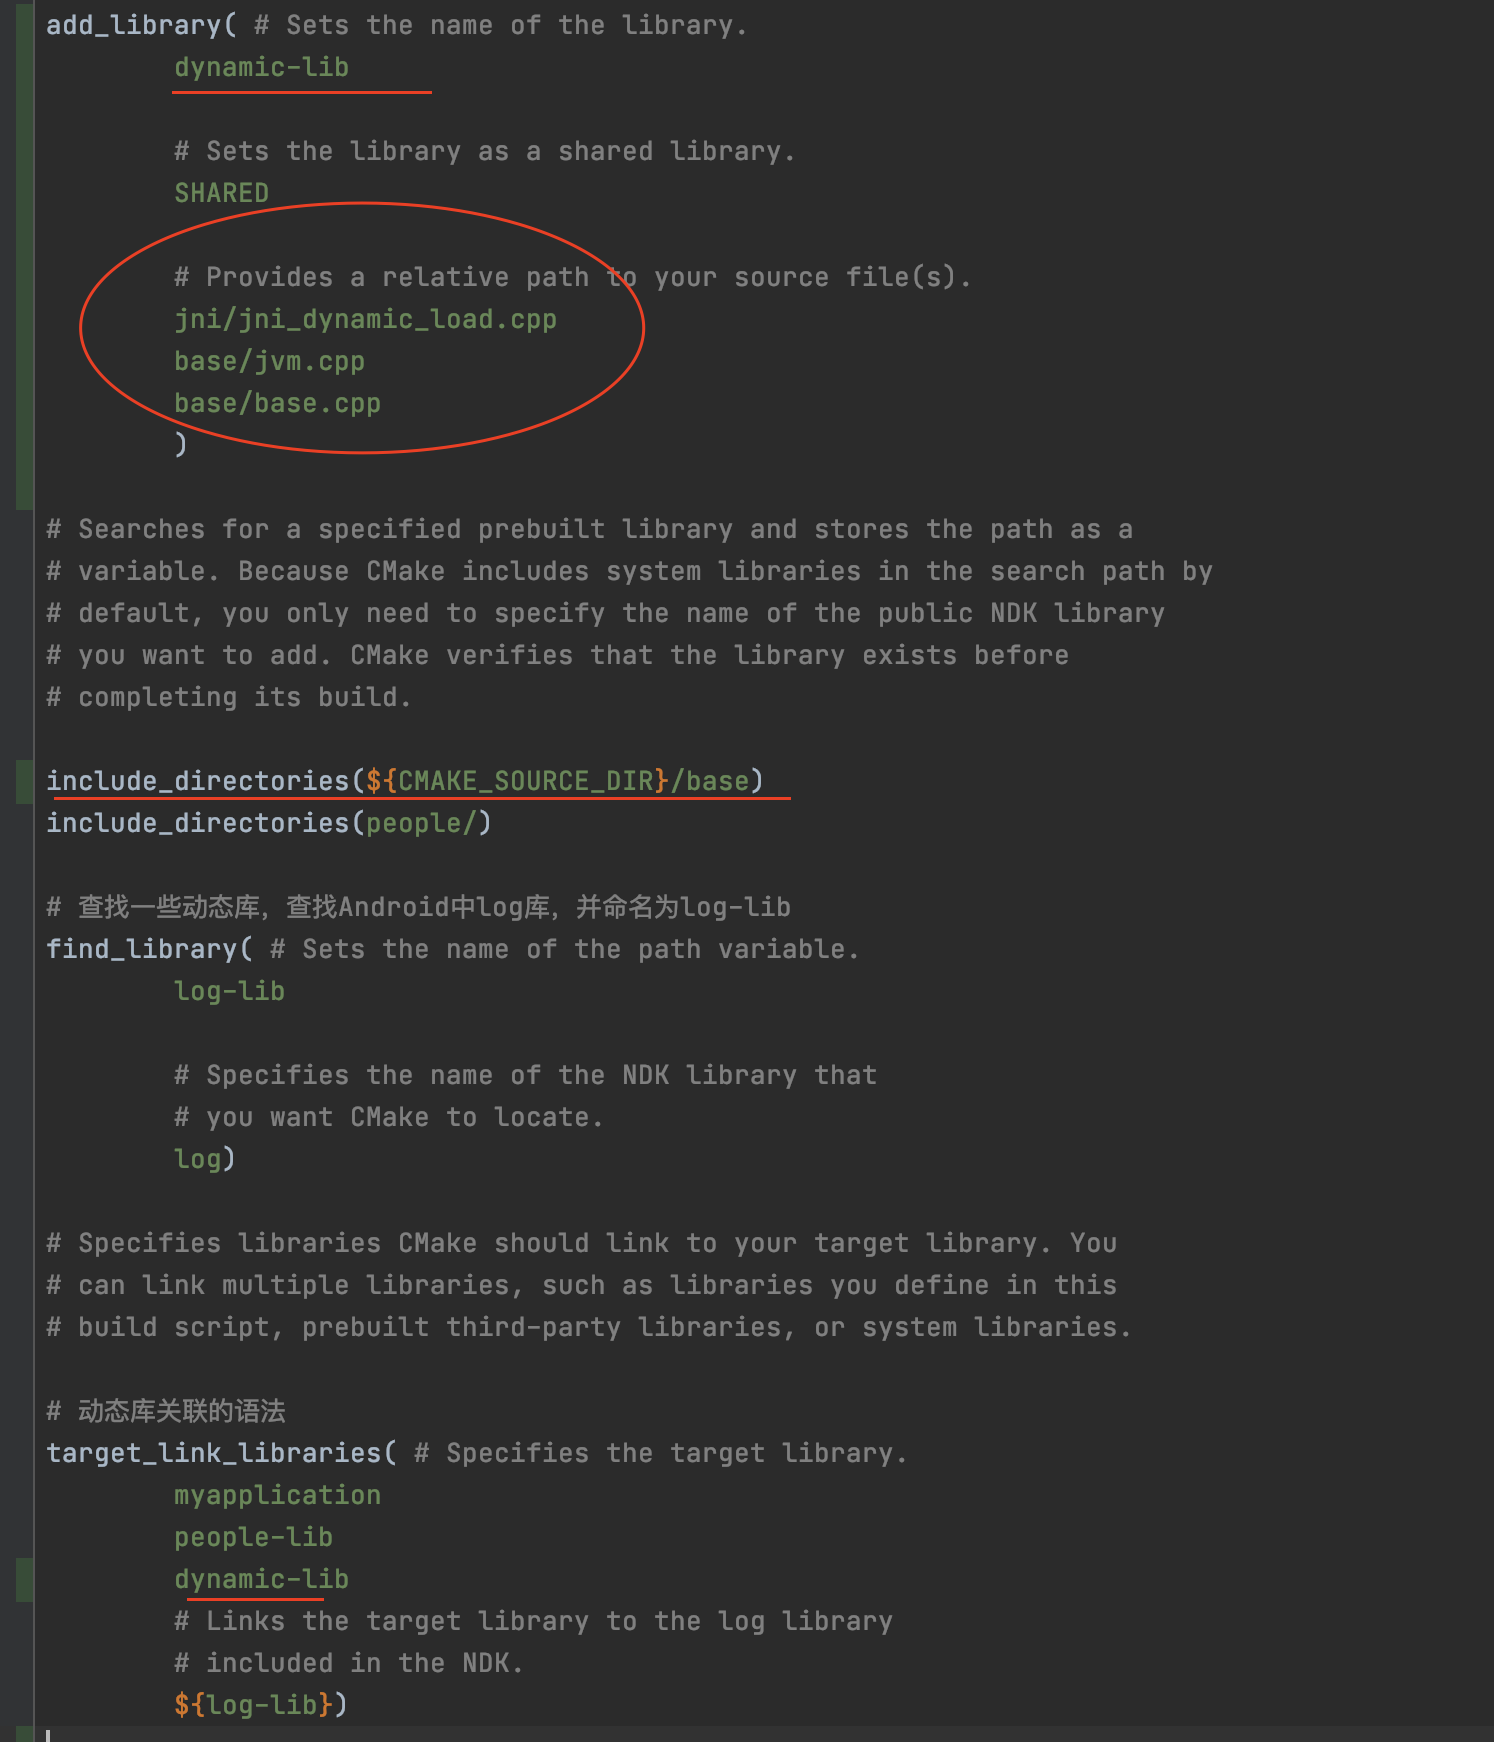 add_library( # Sets the name of the library.
dynamic-lib
# Sets the library as a shared library.
SHARED
# Provides a relative path to your source file(s).
jni/jni_dynamic_load.cpp
base/jvm.cpp
base/base.cpp
)
# Searches for a specified prebuilt library and stores the path as a
# variable. Because CMake includes system libraries in the search path by
# default, you only need to specify the name of the public NDK library
# you want to add. CMake verifies that the library exists before
# completing its build.
include_directories(${CMAKE_SOURCE_DIR}/base)
include_directories(people/)
# 查找一些动态库，查找Android中log库，并命名为log-lib
find_library( # Sets the name of the path variable.
log-lib
# Specifies the name of the NDK library that
# you want CMake to locate.
log)
# Specifies libraries CMake should link to your target library. You
# can link multiple libraries, such as libraries you define in this
# build script, prebuilt third-party libraries, or system libraries.
# 动态库关联的语法
target_link_libraries( # Specifies the target library.
myapplication
people-lib
dynamic-lib
# Links the target library to the log library
# included in the NDK.
${log-lib})